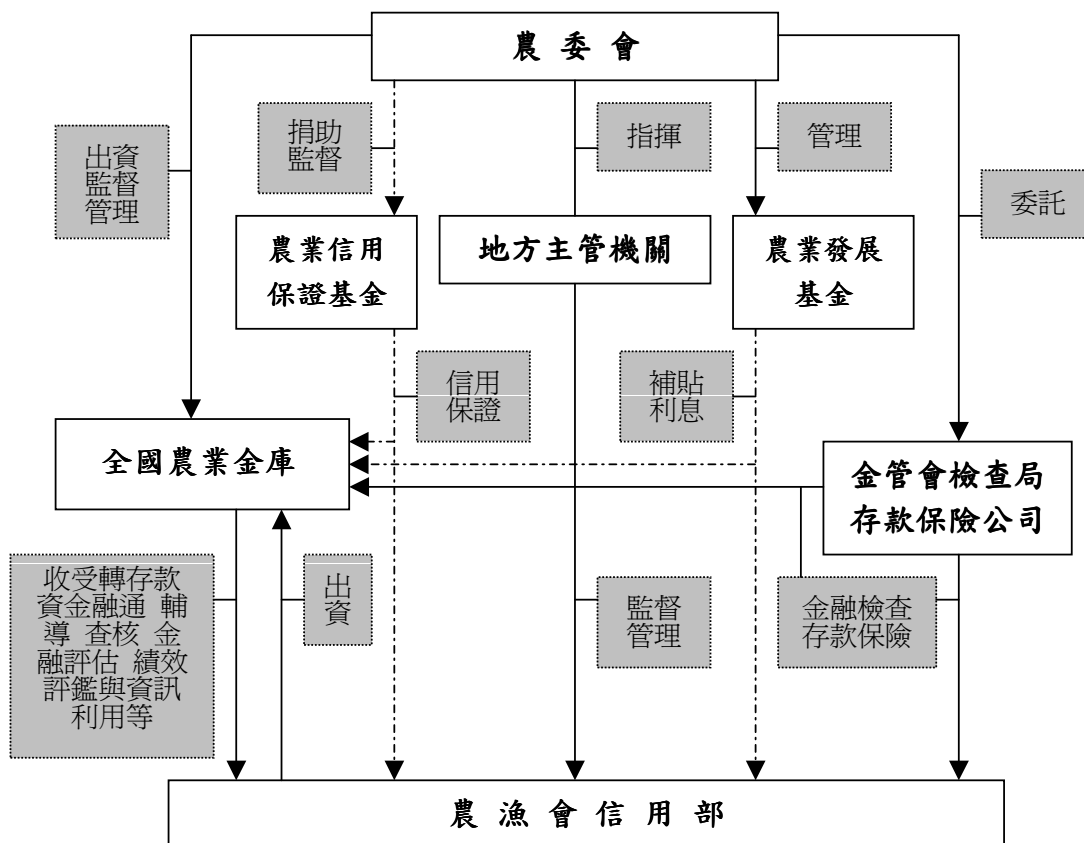 農委會
捐助
監督
指揮
管理
出資
監督
管理
委託
農業信用
保證基金
地方主管機關
農業發展
基金
信用
保證
補貼
利息
全國農業金庫
金管會檢查局
存款保險公司
收受轉存款
資金融通 輔
導 查核 金
融評估 績效
評鑑與資訊
利用等
出
資
監督
管理
金融檢查
存款保險
農漁會信用部